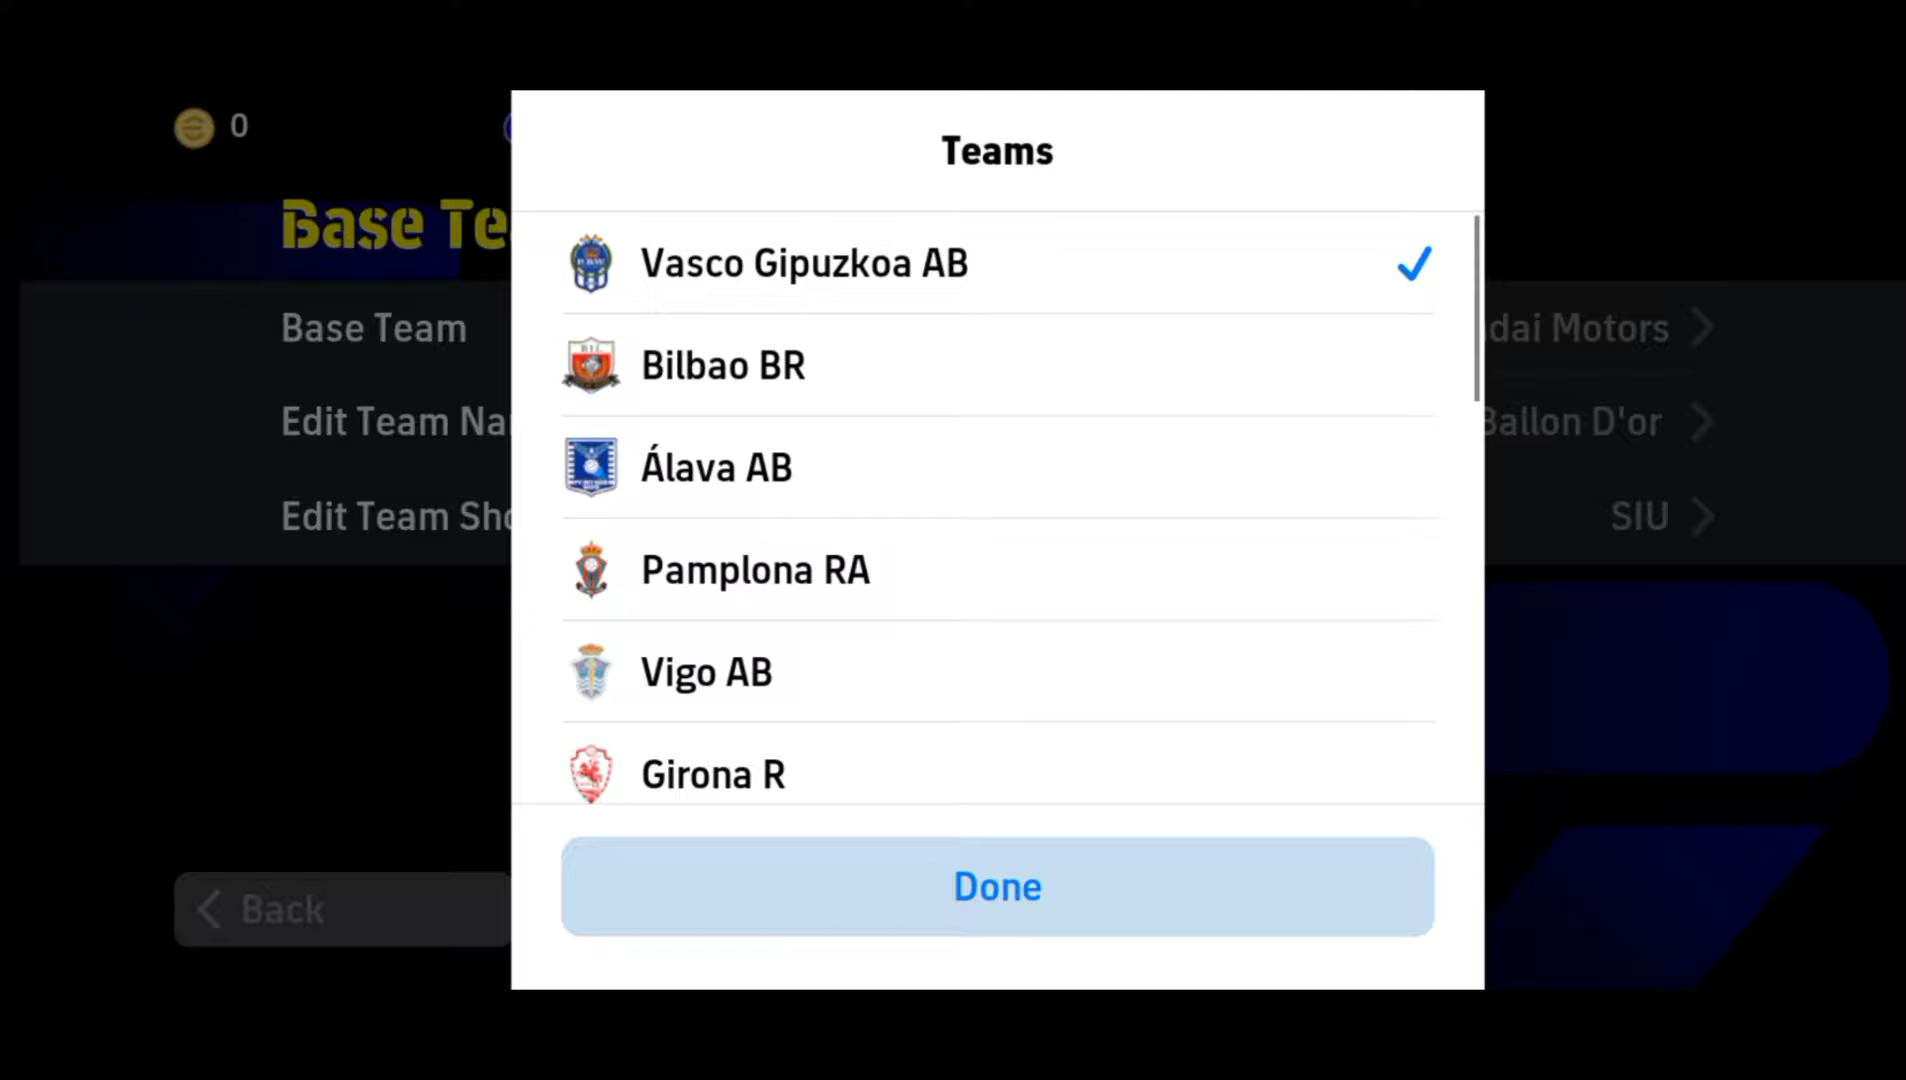 0
Teams
Base Te
Vasco Gipuzkoa AB
Base Team
dai Motors
Bilbao BR
Edit Team Na
Ballon D'or
Álava AB
Edit Team Sho
SIU
Pamplona RA
Vigo AB
Girona R
Done
Back